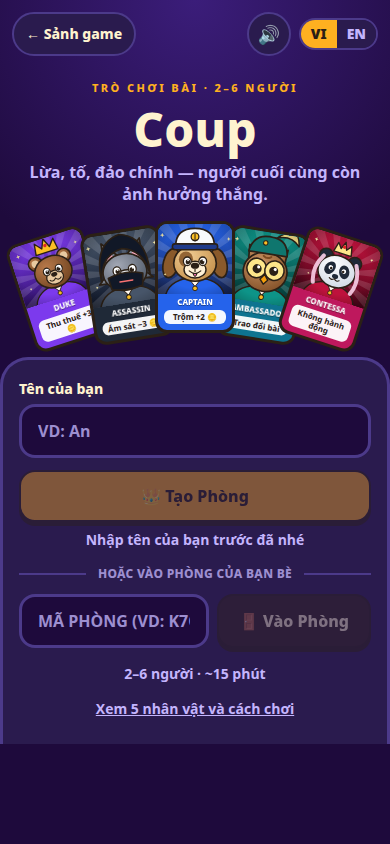 ← Sảnh game
VI EN
TRÒ CHƠI BÀI · 2–6 NGƯỜI
Coup
Lừa, tố, đảo chính — người cuối cùng còn
ảnh hưởng thắng.
DUKE
Thu thuế +3
ASSASSIN
Ám sát −3
CAPTAIN
Trộm +2
AMBASSADO
Trao đổi bài
CONTESSA
Không hành
động
Tên của bạn
VD: An
Tạo Phòng
Nhập tên của bạn trước đã nhé
HOẶC VÀO PHÒNG CỦA BẠN BÈ
MÃ PHÒNG (VD: K7
Vào Phòng
2–6 người · ~15 phút
Xem 5 nhân vật và cách chơi